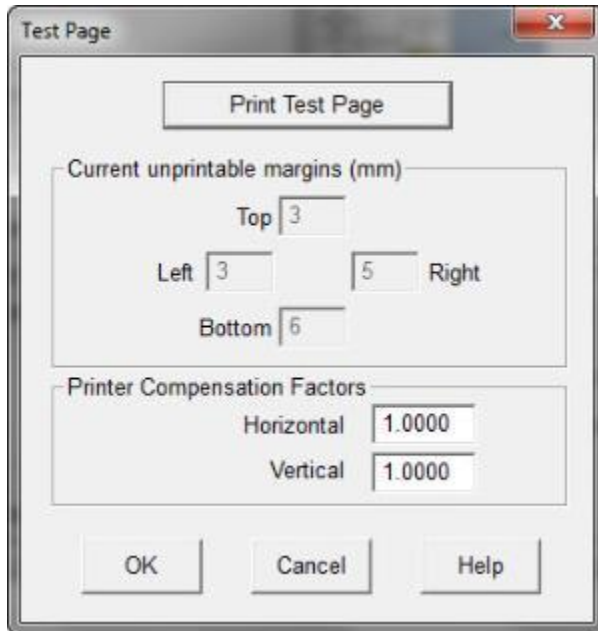 Test Page
Print Test Page
Current unprintable margins (mm)
Top 3
Left 3 5 Right
Bottom 6
Printer Compensation Factors
Horizontal 1.0000
Vertical 1.0000
OK Cancel Help